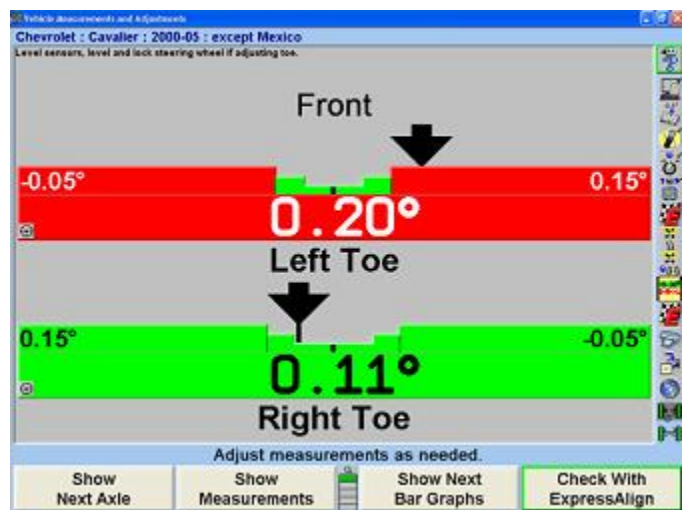 Vehicle Measurements and Adjustments
Chevrolet : Cavalier : 2000-05 : except Mexico
Level sensors, level and lock steering wheel if adjusting toe.
Front
-0.05° 0.15°
0.20°
Left Toe
0.15° -0.05°
0.11°
Right Toe
Adjust measurements as needed.
Show Next Axle
Show Measurements
Show Next Bar Graphs
Check With ExpressAlign